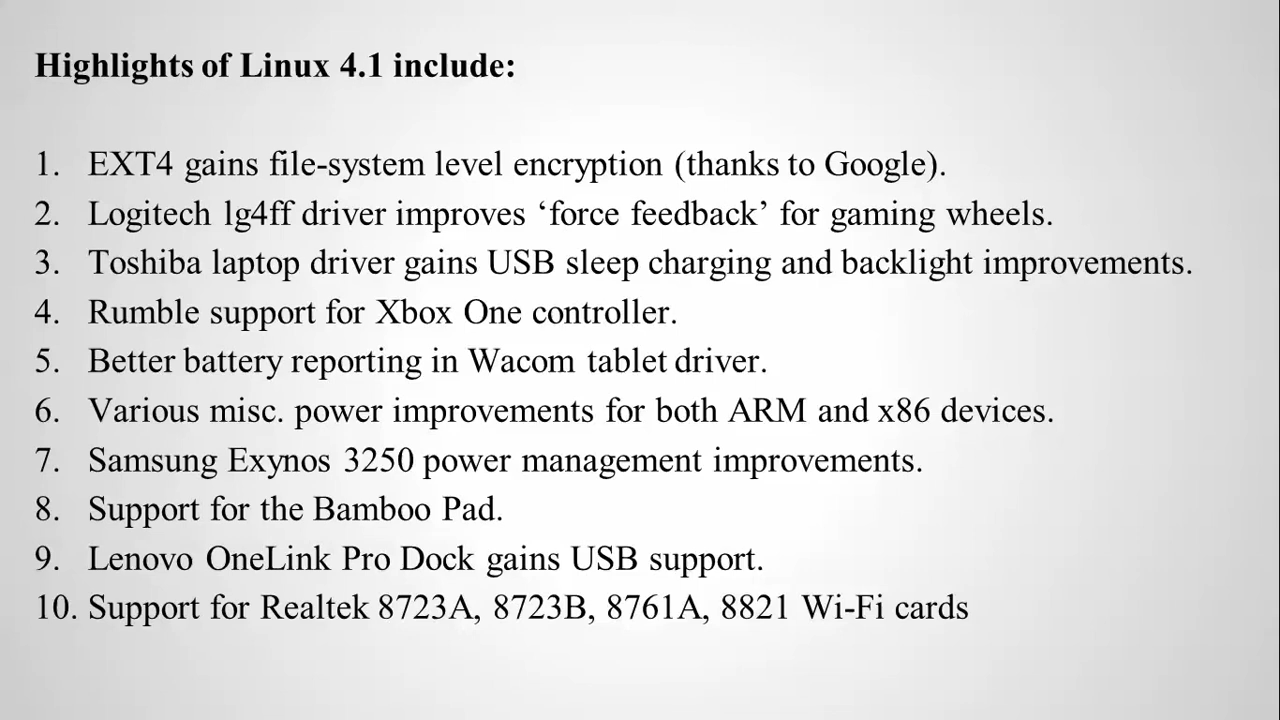 Highlights of Linux 4.1 include:
1. EXT4 gains file-system level encryption (thanks to Google).
2. Logitech lg4ff driver improves ‘force feedback’ for gaming wheels.
3. Toshiba laptop driver gains USB sleep charging and backlight improvements.
4. Rumble support for Xbox One controller.
5. Better battery reporting in Wacom tablet driver.
6. Various misc. power improvements for both ARM and x86 devices.
7. Samsung Exynos 3250 power management improvements.
8. Support for the Bamboo Pad.
9. Lenovo OneLink Pro Dock gains USB support.
10. Support for Realtek 8723A, 8723B, 8761A, 8821 Wi-Fi cards